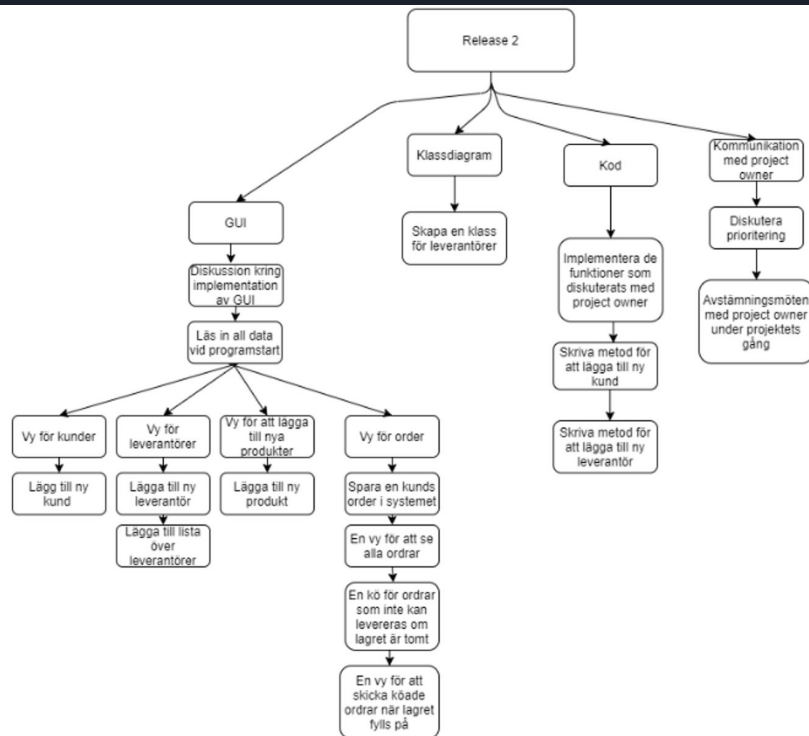 Release 2
Klassdiagram
Skapa en klass
för leverantörer
Kod
Implementera de
funktioner som
diskuterats med
project owner
Skriva metod för
att lägga till ny
kund
Skriva metod för
att lägga till ny
leverantör
Kommunikation
med project
owner
Diskutera
prioritering
Avstämningsmöten
med project owner
under projektets
gång
GUI
Diskussion kring
implementation
av GUI
Läs in all data
vid programstart
Vy för kunder
Lägg till ny
kund
Vy för
leverantörer
Lägga till ny
leverantör
Lägga till lista
över
leverantörer
Vy för att lägga
till nya
produkter
Lägga till ny
produkt
Vy för order
Spara en kunds
order i systemet
En vy för att se
alla ordrar
En kö för ordrar
som inte kan
levereras om
lagret är tomt
En vy för att
skicka köade
ordrar när lagret
fylls på